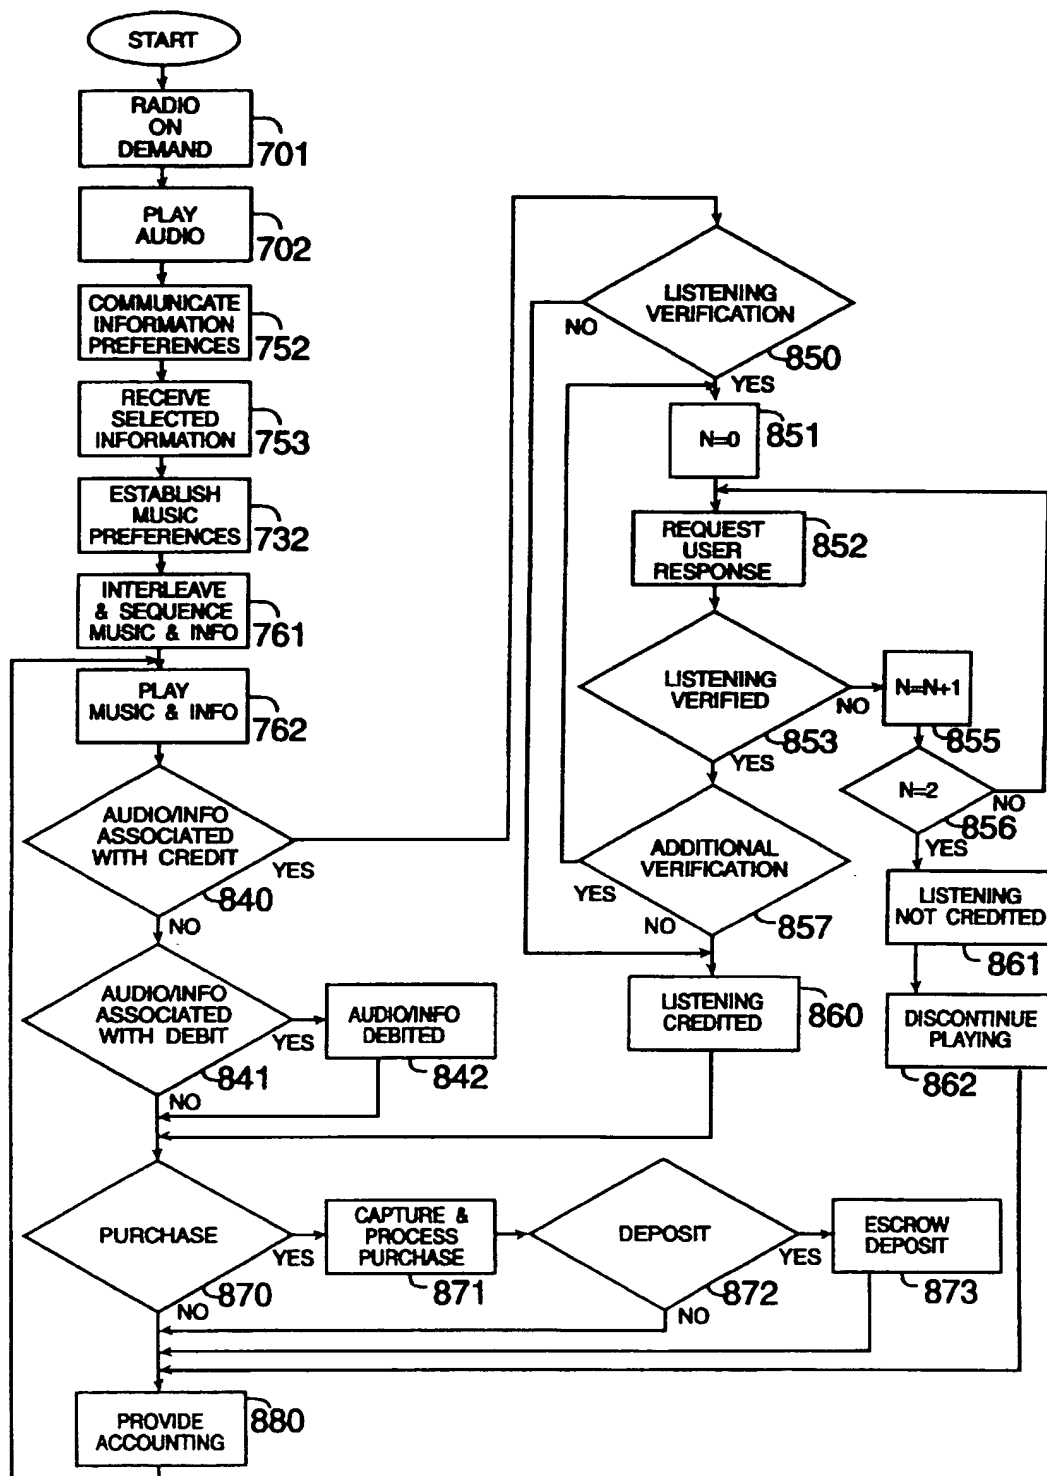 START
RADIO
ON
DEMAND
701
PLAY
AUDIO
702
COMMUNICATE
INFORMATION
PREFERENCES
752
RECEIVE
SELECTED
INFORMATION
753
ESTABLISH
MUSIC
PREFERENCES
732
INTERLEAVE
& SEQUENCE
MUSIC & INFO
761
PLAY
MUSIC & INFO
762
AUDIO/INFO
ASSOCIATED
WITH CREDIT
YES
840
NO
AUDIO/INFO
ASSOCIATED
WITH DEBIT
YES
841
NO
AUDIO/INFO
DEBITED
842
LISTENING
VERIFICATION
NO
850
YES
N=0
851
REQUEST
USER
RESPONSE
852
LISTENING
VERIFIED
NO
853
YES
N=N+1
855
N=2
NO
856
YES
ADDITIONAL
VERIFICATION
YES
857
NO
LISTENING
NOT CREDITED
861
LISTENING
CREDITED
860
DISCONTINUE
PLAYING
862
PURCHASE
YES
870
NO
CAPTURE &
PROCESS
PURCHASE
871
DEPOSIT
YES
872
NO
ESCROW
DEPOSIT
873
PROVIDE
ACCOUNTING
880